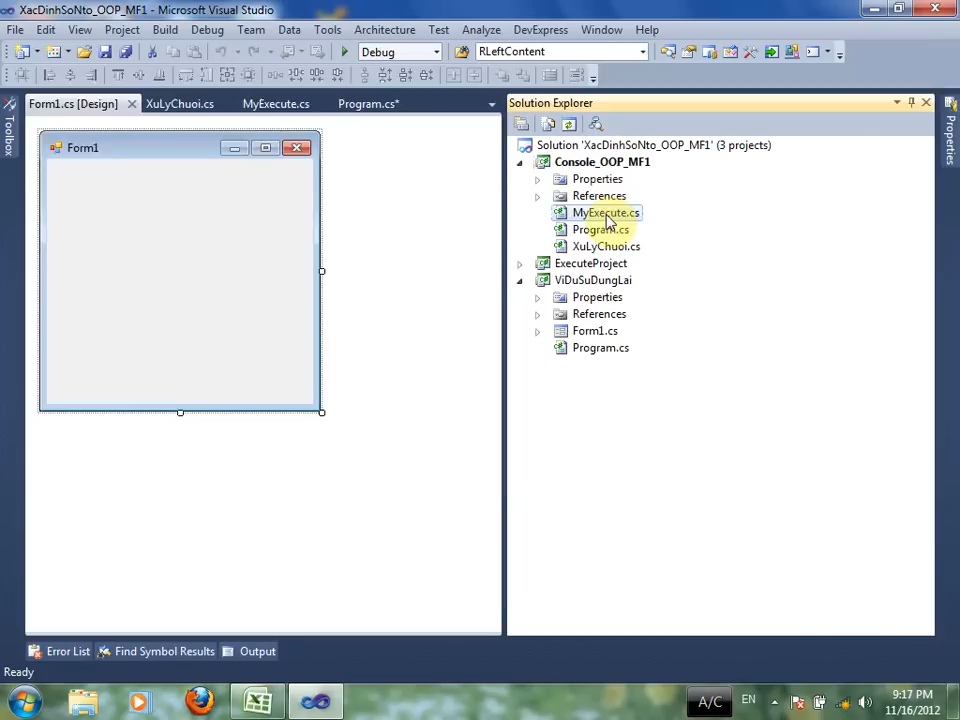 XacDinhSoNto_OOP_MF1 - Microsoft Visual Studio
File Edit View Project Build Debug Team Data Tools Architecture Test Analyze DevExpress Window Help
Debug RLeftContent
Form1.cs [Design] XuLyChuoi.cs MyExecute.cs Program.cs*
Solution Explorer
Toolbox
Properties
Form1
Solution 'XacDinhSoNto_OOP_MF1' (3 projects)
Console_OOP_MF1
Properties
References
MyExecute.cs
Program.cs
XuLyChuoi.cs
ExecuteProject
ViDuSuDungLai
Properties
References
Form1.cs
Program.cs
Error List Find Symbol Results Output
Ready
A/C EN 9:17 PM
11/16/2012